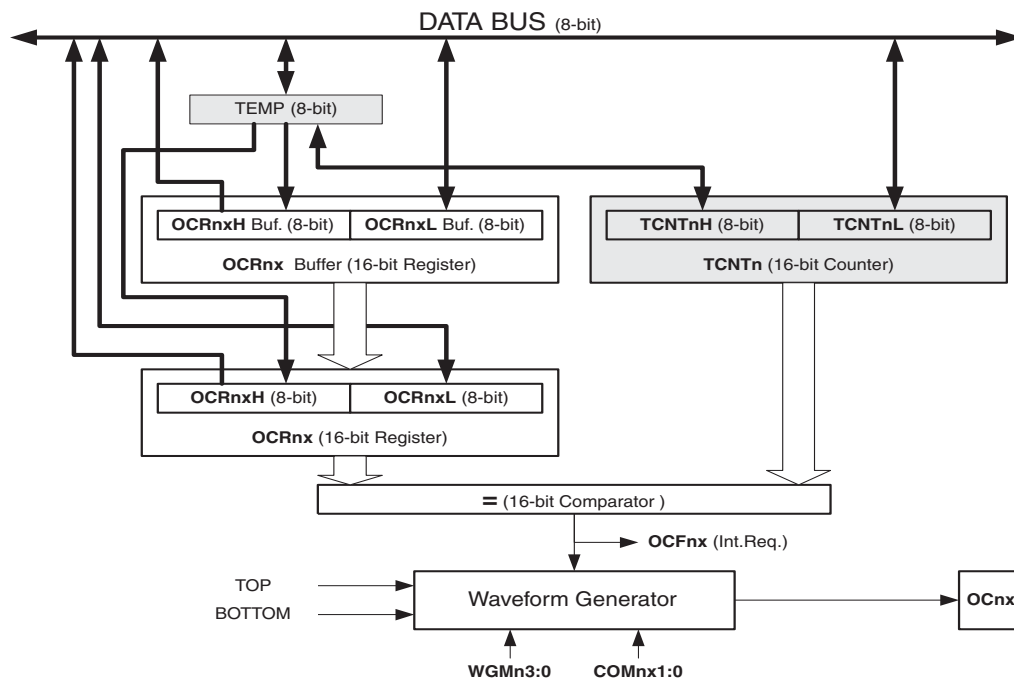 DATA BUS (8-bit)
TEMP (8-bit)
OCRnxH Buf. (8-bit) OCRnxL Buf. (8-bit)
OCRnx Buffer (16-bit Register)
TCNTnH (8-bit) TCNTnL (8-bit)
TCNTn (16-bit Counter)
OCRnxH (8-bit) OCRnxL (8-bit)
OCRnx (16-bit Register)
= (16-bit Comparator )
OCFnx (Int.Req.)
TOP
BOTTOM
Waveform Generator
OCnx
WGMn3:0 COMnx1:0